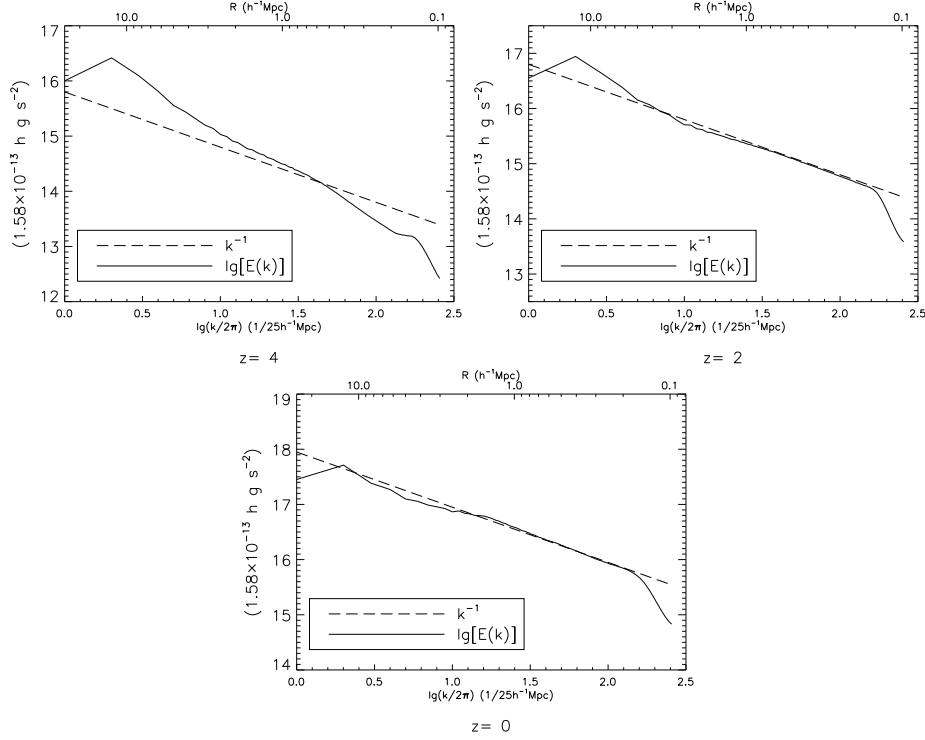 R (h⁻¹Mpc)
10.0 1.0 0.1
17
16
15
14
13
12
(1.58×10⁻¹³ h g s⁻²)
k⁻¹
lg[E(k)]
0.0 0.5 1.0 1.5 2.0 2.5
lg(k/2π) (1/25h⁻¹Mpc)
z= 4
R (h⁻¹Mpc)
10.0 1.0 0.1
17
16
15
14
13
(1.58×10⁻¹³ h g s⁻²)
k⁻¹
lg[E(k)]
0.0 0.5 1.0 1.5 2.0 2.5
lg(k/2π) (1/25h⁻¹Mpc)
z= 2
R (h⁻¹Mpc)
10.0 1.0 0.1
19
18
17
16
15
14
(1.58×10⁻¹³ h g s⁻²)
k⁻¹
lg[E(k)]
0.0 0.5 1.0 1.5 2.0 2.5
lg(k/2π) (1/25h⁻¹Mpc)
z= 0